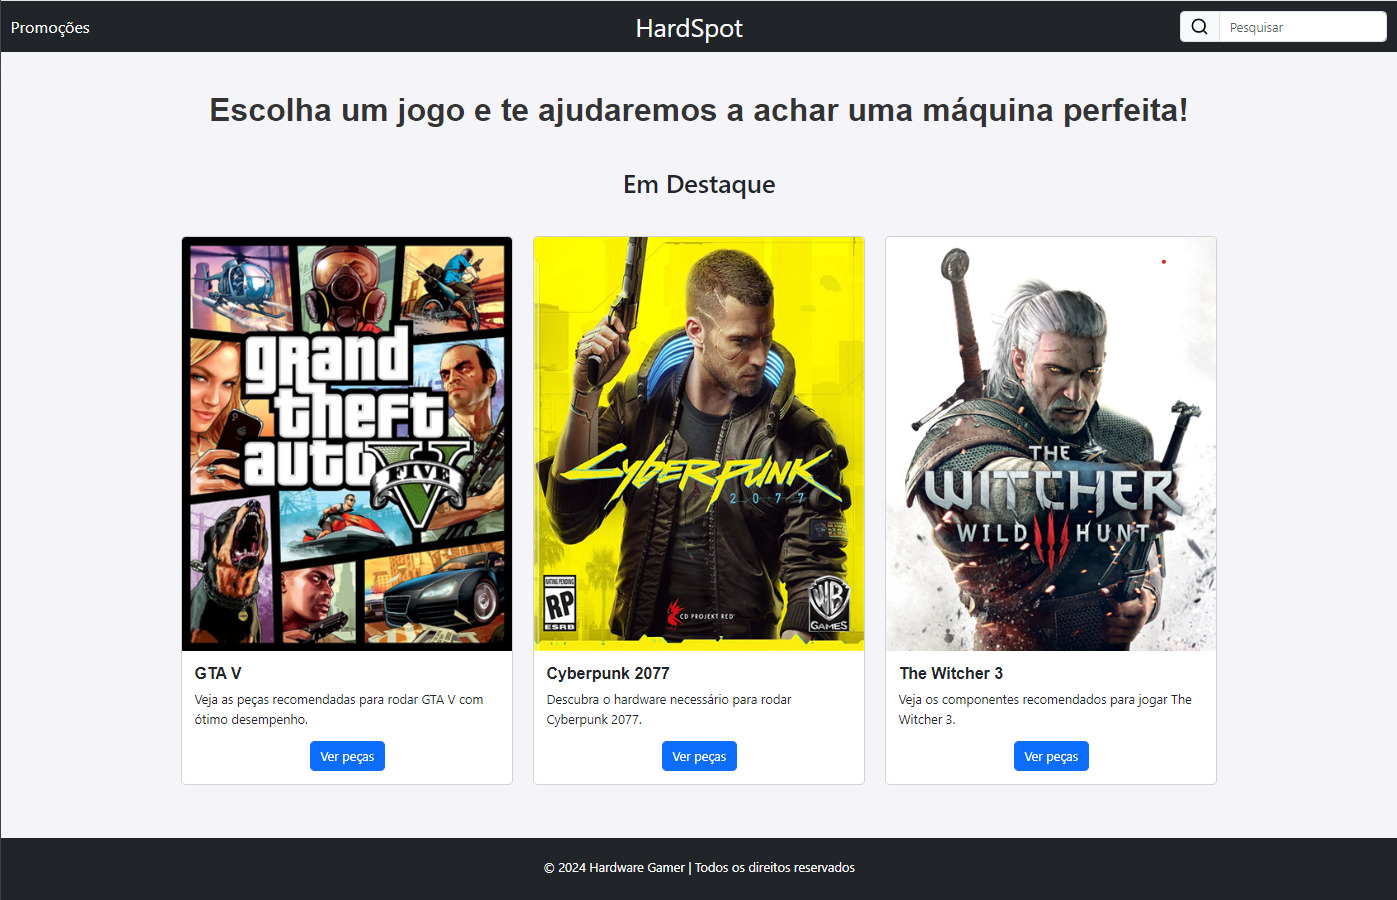 Promoções
HardSpot
Pesquisar
Escolha um jogo e te ajudaremos a achar uma máquina perfeita!
Em Destaque
grand
theft
auto
V
FIVE
Cyberpunk
2077
RATING PENDING
RP
ESRB
CD PROJEKT RED
WB
GAMES
THE
WITCHER
WILD III HUNT
GTA V
Veja as peças recomendadas para rodar GTA V com
ótimo desempenho.
Ver peças
Cyberpunk 2077
Descubra o hardware necessário para rodar
Cyberpunk 2077.
Ver peças
The Witcher 3
Veja os componentes recomendados para jogar The
Witcher 3.
Ver peças
© 2024 Hardware Gamer | Todos os direitos reservados